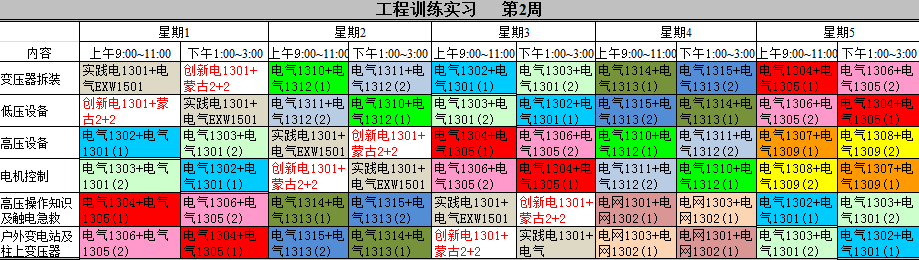 工程训练实习 第2周
内容
星期1
星期2
星期3
星期4
星期5
上午9:00~11:00
下午1:00~3:00
上午9:00~11:00
下午1:00~3:00
上午9:00~11:00
下午1:00~3:00
上午9:00~11:00
下午1:00~3:00
上午9:00~11:00
下午1:00~3:00
变压器拆装
实践电1301+电
气EXW1501
创新电1301+
蒙古2+2
电气1310+电
气1312(1)
电气1311+电
气1312(2)
电气1302+电
气1301(1)
电气1303+电
气1301(2)
电气1314+电
气1313(1)
电气1315+电
气1313(2)
电气1304+电
气1305(1)
电气1306+电
气1305(2)
低压设备
创新电1301+蒙
古2+2
实践电1301+
电气EXW1501
电气1311+电
气1312(2)
电气1310+电
气1312(1)
电气1303+电
气1301(2)
电气1302+电
气1301(1)
电气1315+电
气1313(2)
电气1314+电
气1313(1)
电气1306+电
气1305(2)
电气1304+电
气1305(1)
高压设备
电气1302+电气
1301(1)
电气1303+电
气1301(2)
实践电1301+
电气EXW1501
创新电1301+
蒙古2+2
电气1304+电
气1305(1)
电气1306+电
气1305(2)
电气1310+电
气1312(1)
电气1311+电
气1312(2)
电气1307+电
气1309(1)
电气1308+电
气1309(2)
电机控制
电气1303+电气
1301(2)
电气1302+电
气1301(1)
创新电1301+
蒙古2+2
实践电1301+
电气EXW1501
电气1306+电
气1305(2)
电气1304+电
气1305(1)
电气1311+电
气1312(2)
电气1310+电
气1312(1)
电气1308+电
气1309(2)
电气1307+电
气1309(1)
高压操作知识
及触电急救
电气1304+电气
1305(1)
电气1306+电
气1305(2)
电气1314+电
气1313(1)
电气1315+电
气1313(2)
实践电1301+
电气EXW1501
创新电1301+
蒙古2+2
电网1301+电
网1302(1)
电网1303+电
网1302(1)
电气1302+电
气1301(1)
电气1303+电
气1301(2)
户外变电站及
柱上变压器
电气1306+电气
1305(2)
电气1304+电
气1305(1)
电气1315+电
气1313(2)
电气1314+电
气1313(1)
创新电1301+
蒙古2+2
实践电1301+
电气
电网1303+电
网1302(1)
电网1301+电
网1302(1)
电气1303+电
气1301(2)
电气1302+电
气1301(1)